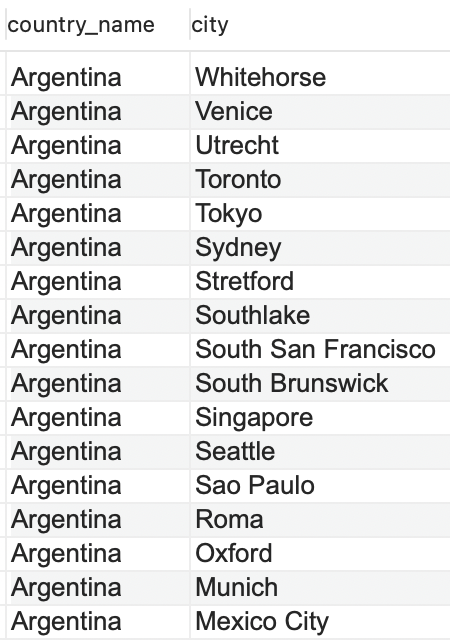 country_name city
Argentina Whitehorse
Argentina Venice
Argentina Utrecht
Argentina Toronto
Argentina Tokyo
Argentina Sydney
Argentina Stretford
Argentina Southlake
Argentina South San Francisco
Argentina South Brunswick
Argentina Singapore
Argentina Seattle
Argentina Sao Paulo
Argentina Roma
Argentina Oxford
Argentina Munich
Argentina Mexico City